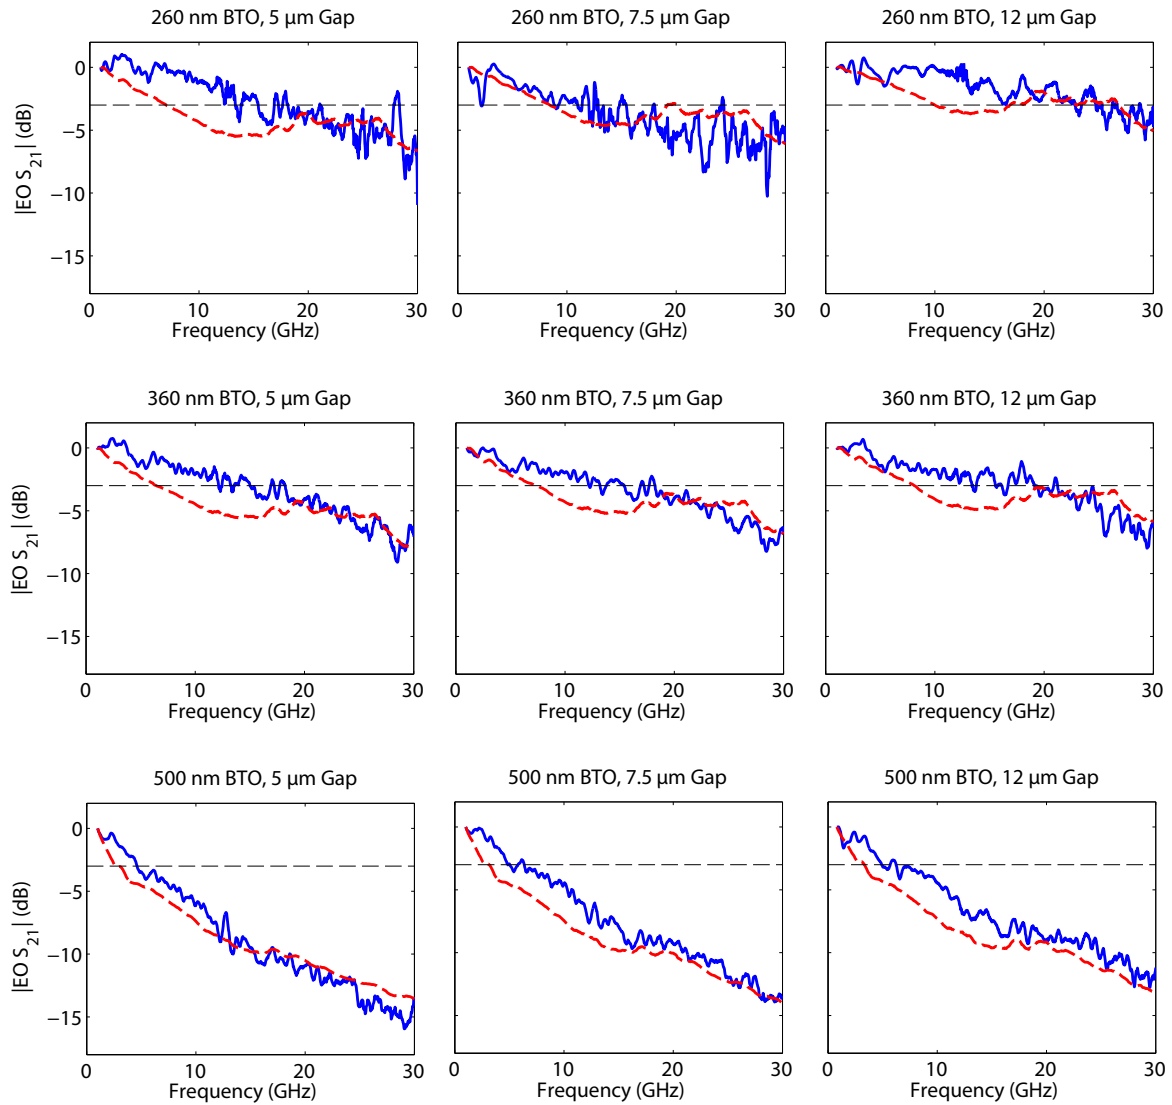 260 nm BTO, 5 µm Gap
260 nm BTO, 7.5 µm Gap
260 nm BTO, 12 µm Gap
|EO S21| (dB)
0
−5
−10
−15
0 10 20 30
0 10 20 30
0 10 20 30
Frequency (GHz)
Frequency (GHz)
Frequency (GHz)
360 nm BTO, 5 µm Gap
360 nm BTO, 7.5 µm Gap
360 nm BTO, 12 µm Gap
|EO S21| (dB)
0
−5
−10
−15
0 10 20 30
0 10 20 30
0 10 20 30
Frequency (GHz)
Frequency (GHz)
Frequency (GHz)
500 nm BTO, 5 µm Gap
500 nm BTO, 7.5 µm Gap
500 nm BTO, 12 µm Gap
|EO S21| (dB)
0
−5
−10
−15
0 10 20 30
0 10 20 30
0 10 20 30
Frequency (GHz)
Frequency (GHz)
Frequency (GHz)